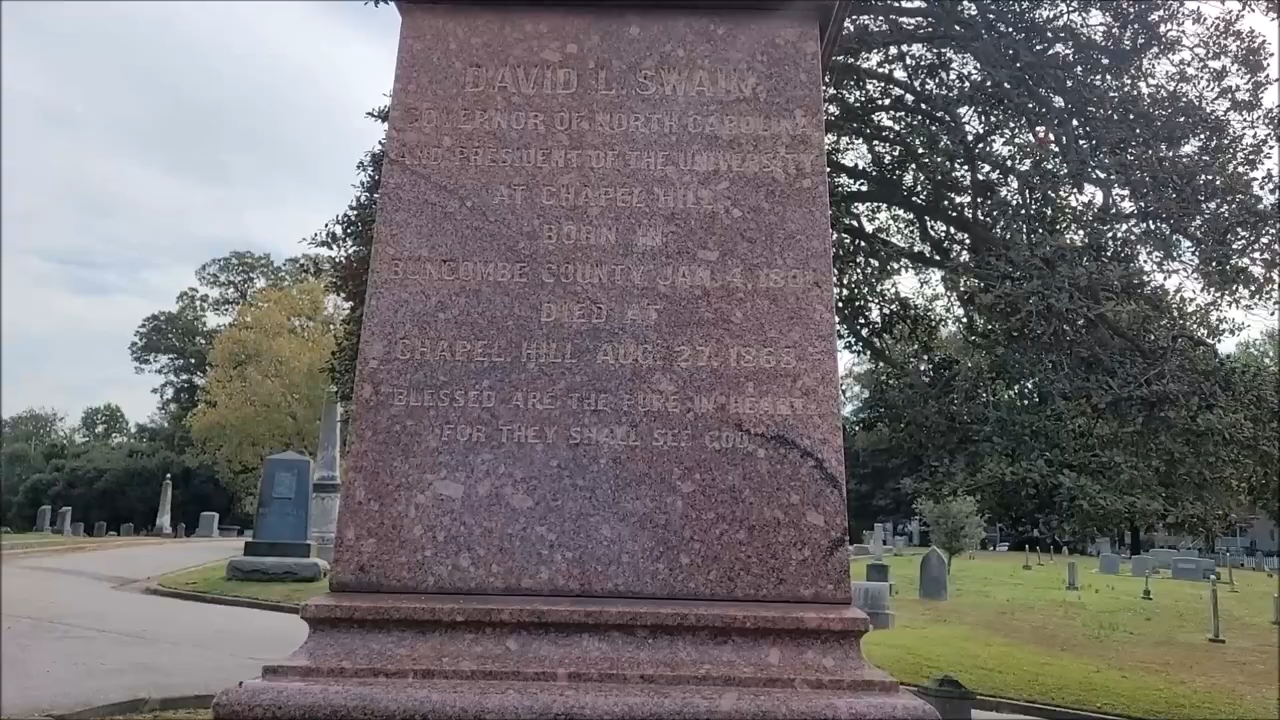 DAVID L. SWAIN,
GOVERNOR OF NORTH CAROLINA
AND PRESIDENT OF THE UNIVERSITY
AT CHAPEL HILL,
BORN IN
BUNCOMBE COUNTY JAN. 4, 1801
DIED AT
CHAPEL HILL AUG. 27, 1868.
BLESSED ARE THE PURE IN HEART
FOR THEY SHALL SEE GOD.